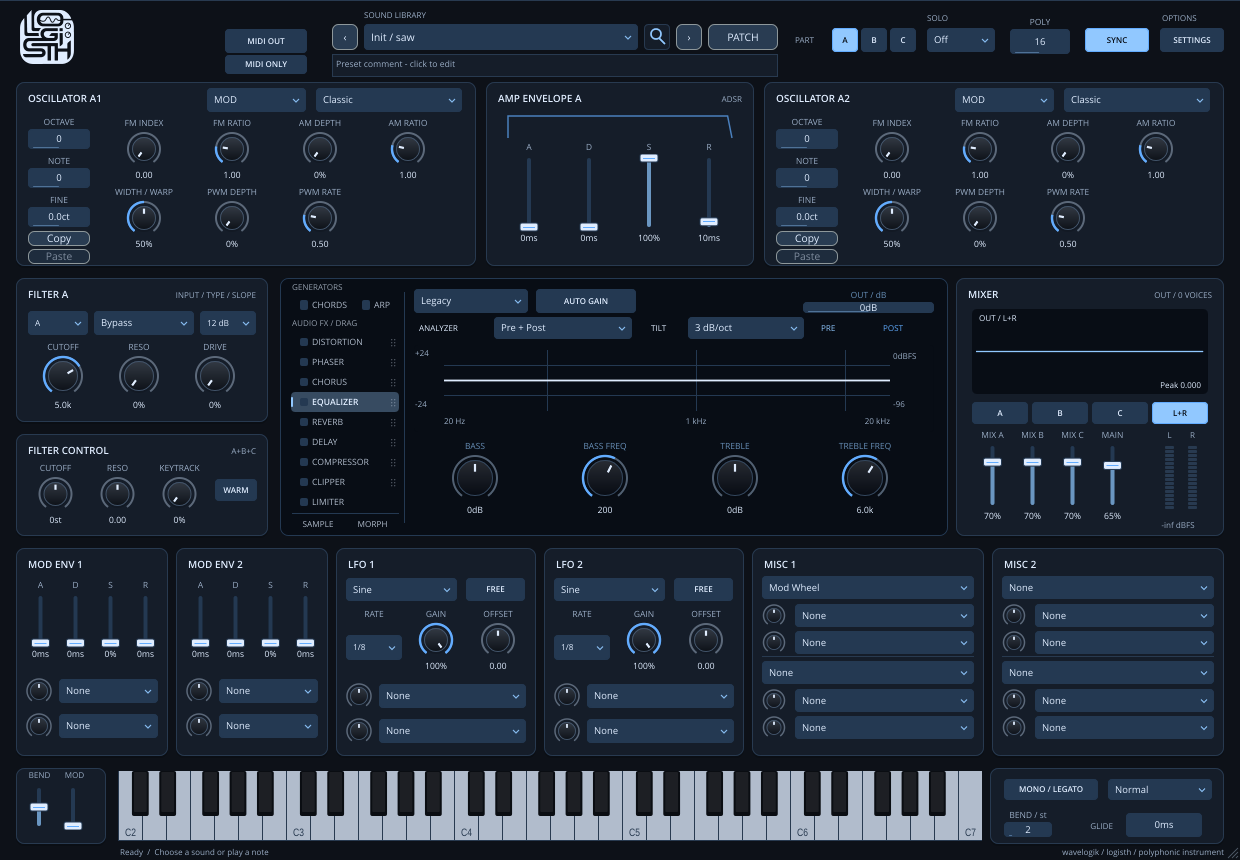 LOGISTH
SOUND LIBRARY
SOLO
POLY
OPTIONS
MIDI OUT
MIDI ONLY
‹ Init / saw › PATCH
PART A B C Off 16 SYNC SETTINGS
Preset comment - click to edit
OSCILLATOR A1 MOD Classic
OCTAVE FM INDEX FM RATIO AM DEPTH AM RATIO
0
NOTE
0.00 1.00 0% 1.00
0
WIDTH / WARP PWM DEPTH PWM RATE
FINE
0.0ct
Copy
50% 0% 0.50
Paste
AMP ENVELOPE A ADSR
A D S R
0ms 0ms 100% 10ms
OSCILLATOR A2 MOD Classic
OCTAVE FM INDEX FM RATIO AM DEPTH AM RATIO
0
NOTE
0.00 1.00 0% 1.00
0
WIDTH / WARP PWM DEPTH PWM RATE
FINE
0.0ct
Copy
50% 0% 0.50
Paste
FILTER A INPUT / TYPE / SLOPE
A Bypass 12 dB
CUTOFF RESO DRIVE
5.0k 0% 0%
FILTER CONTROL A+B+C
CUTOFF RESO KEYTRACK
WARM
0st 0.00 0%
GENERATORS
CHORDS ARP
AUDIO FX / DRAG
DISTORTION
PHASER
CHORUS
EQUALIZER
REVERB
DELAY
COMPRESSOR
CLIPPER
LIMITER
SAMPLE MORPH
Legacy AUTO GAIN OUT / dB
0dB
ANALYZER Pre + Post TILT 3 dB/oct PRE POST
+24 0dBFS
-24 -96
20 Hz 1 kHz 20 kHz
BASS BASS FREQ TREBLE TREBLE FREQ
0dB 200 0dB 6.0k
MIXER OUT / 0 VOICES
OUT / L+R
Peak 0.000
A B C L+R
MIX A MIX B MIX C MAIN L R
70% 70% 70% 65%
-inf dBFS
MOD ENV 1
A D S R
0ms 0ms 0% 0ms
None
None
MOD ENV 2
A D S R
0ms 0ms 0% 0ms
None
None
LFO 1
Sine FREE
RATE GAIN OFFSET
1/8
100% 0.00
None
None
LFO 2
Sine FREE
RATE GAIN OFFSET
1/8
100% 0.00
None
None
MISC 1
Mod Wheel
None
None
None
None
None
MISC 2
None
None
None
None
None
None
BEND MOD
C2 C3 C4 C5 C6 C7
MONO / LEGATO Normal
BEND / st
2
GLIDE 0ms
Ready / Choose a sound or play a note
wavelogik / logisth / polyphonic instrument